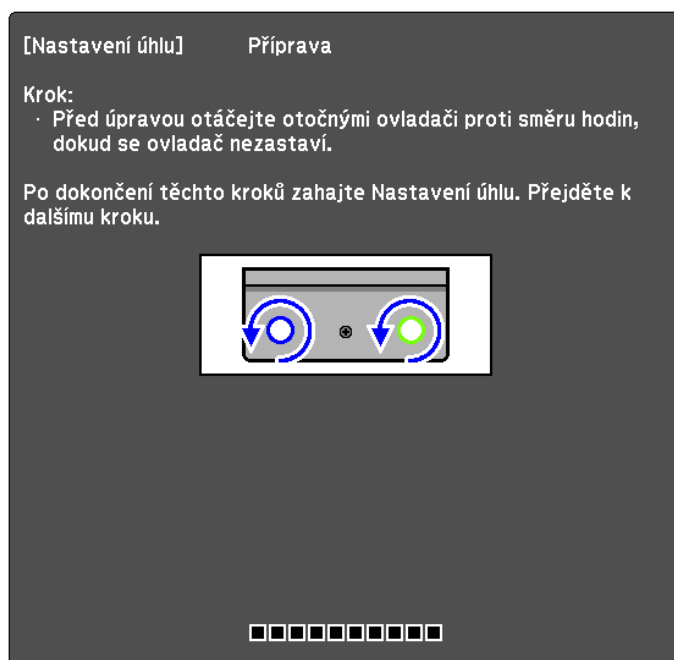 [Nastavení úhlu] Příprava
Krok:
· Před úpravou otáčejte otočnými ovladači proti směru hodin,
dokud se ovladač nezastaví.
Po dokončení těchto kroků zahajte Nastavení úhlu. Přejděte k
dalšímu kroku.